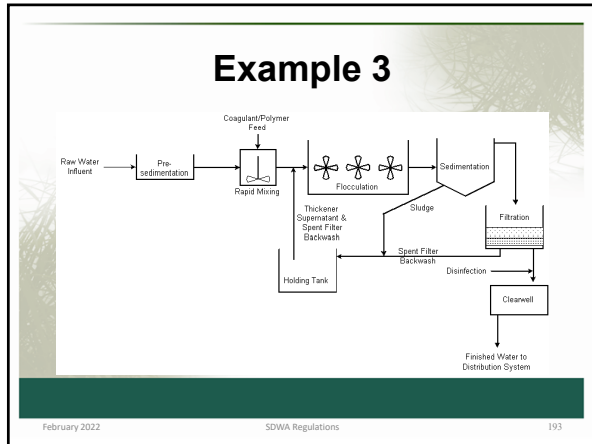 Example 3
Coagulant/Polymer
Feed
Raw Water
Influent
Pre-
sedimentation
Rapid Mixing
Flocculation
Sedimentation
Thickener
Supernatant &
Spent Filter
Backwash
Sludge
Filtration
Spent Filter
Backwash
Holding Tank
Disinfection
Clearwell
Finished Water to
Distribution System
February 2022
SDWA Regulations
193